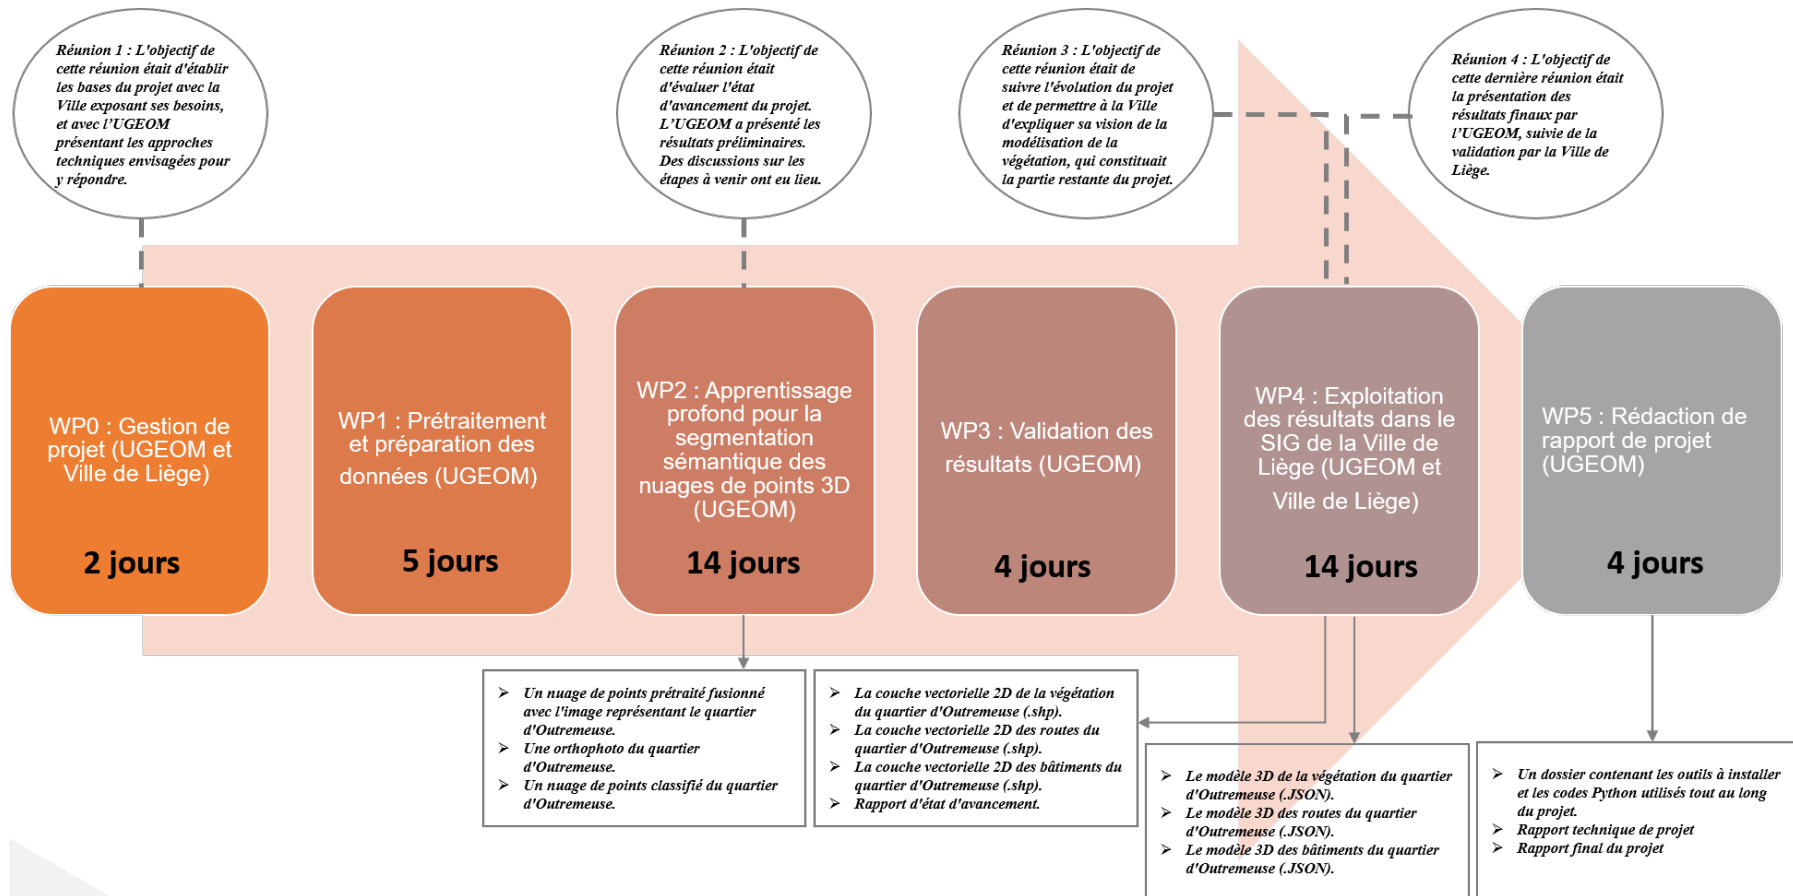 Réunion 1 : L'objectif de
cette réunion était d'établir
les bases du projet avec la
Ville exposant ses besoins,
et avec l'UGEOM
présentant les approches
techniques envisagées pour
y répondre.
Réunion 2 : L'objectif de
cette réunion était
d'évaluer l'état
d'avancement du projet.
L'UGEOM a présenté les
résultats préliminaires.
Des discussions sur les
étapes à venir ont eu lieu.
Réunion 3 : L'objectif de
cette réunion était de
suivre l'évolution du projet
et de permettre à la Ville
d'expliquer sa vision de la
modélisation de la
végétation, qui constituait
la partie restante du projet.
Réunion 4 : L'objectif de
cette dernière réunion était
la présentation des
résultats finaux par
l'UGEOM, suivie de la
validation par la Ville de
Liège.
WP0 : Gestion de
projet (UGEOM et
Ville de Liège)
2 jours
WP1 : Prétraitement
et préparation des
données (UGEOM)
5 jours
WP2 : Apprentissage
profond pour la
segmentation
sémantique des
nuages de points 3D
(UGEOM)
14 jours
WP3 : Validation des
résultats (UGEOM)
4 jours
WP4 : Exploitation
des résultats dans le
SIG de la Ville de
Liège (UGEOM et
Ville de Liège)
14 jours
WP5 : Rédaction de
rapport de projet
(UGEOM)
4 jours
➢ Un nuage de points prétraité fusionné
avec l'image représentant le quartier
d'Outremeuse.
➢ Une orthophoto du quartier
d'Outremeuse.
➢ Un nuage de points classifié du quartier
d'Outremeuse.
➢ La couche vectorielle 2D de la végétation
du quartier d'Outremeuse (.shp).
➢ La couche vectorielle 2D des routes du
quartier d'Outremeuse (.shp).
➢ La couche vectorielle 2D des bâtiments du
quartier d'Outremeuse (.shp).
➢ Rapport d'état d'avancement.
➢ Le modèle 3D de la végétation du quartier
d'Outremeuse (.JSON).
➢ Le modèle 3D des routes du quartier
d'Outremeuse (.JSON).
➢ Le modèle 3D des bâtiments du quartier
d'Outremeuse (.JSON).
➢ Un dossier contenant les outils à installer
et les codes Python utilisés tout au long
du projet.
➢ Rapport technique de projet
➢ Rapport final du projet